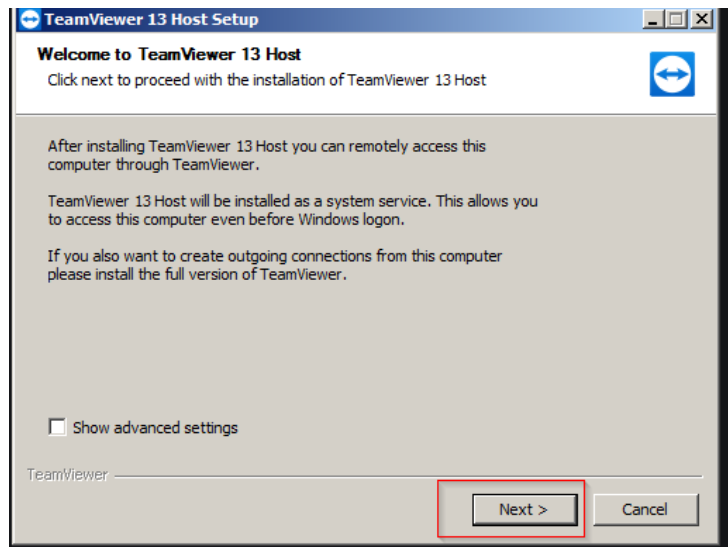 TeamViewer 13 Host Setup
Welcome to TeamViewer 13 Host
Click next to proceed with the installation of TeamViewer 13 Host
After installing TeamViewer 13 Host you can remotely access this
computer through TeamViewer.
TeamViewer 13 Host will be installed as a system service. This allows you
to access this computer even before Windows logon.
If you also want to create outgoing connections from this computer
please install the full version of TeamViewer.
Show advanced settings
TeamViewer
Next >
Cancel